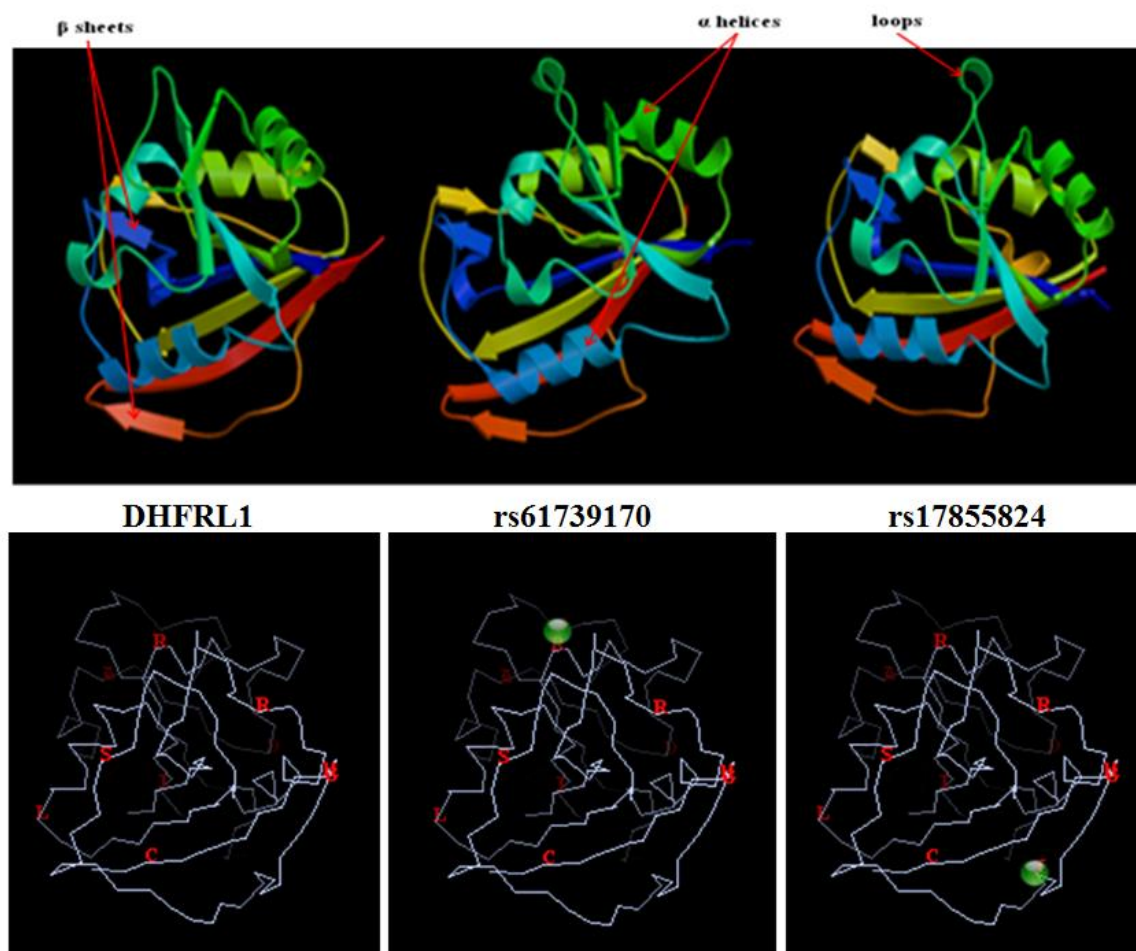 β sheets
α helices
loops
DHFRL1
rs61739170
rs17855824
R
R
S
L
C
R
S
L
C
R
R
S
L
C